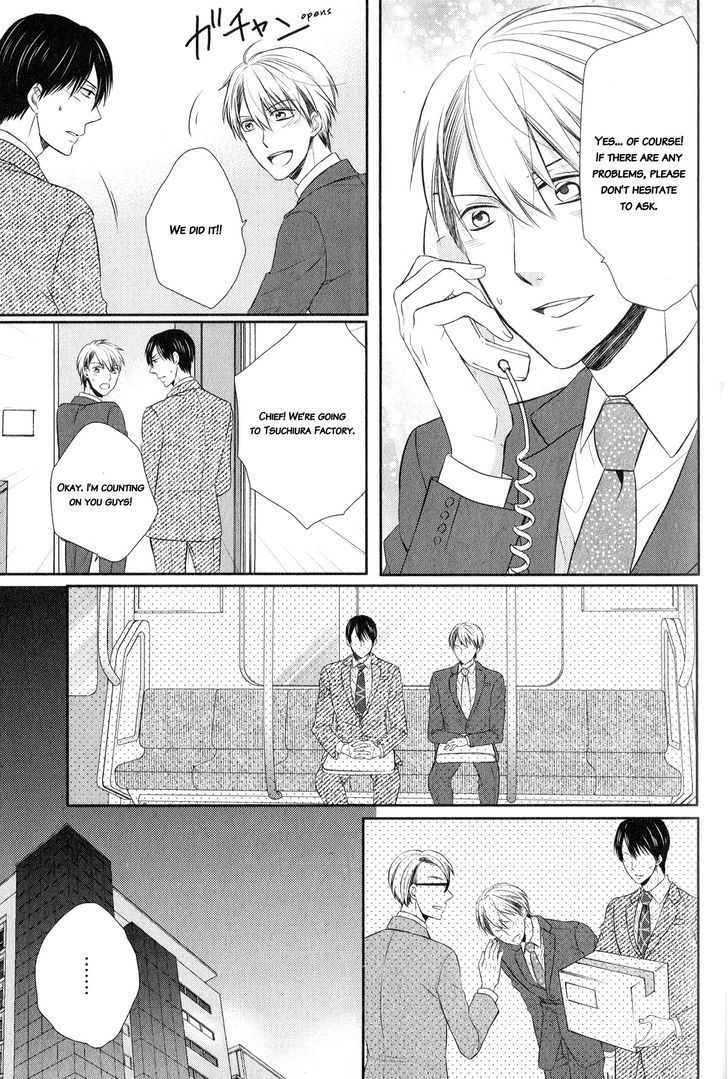 YES... OF COURSE!
IF THERE ARE ANY
PROBLEMS, PLEASE
DON'T HESITATE
TO ASK.
ガチャン
opens
WE DID IT!!
CHIEF! WE'RE GOING
TO TSUCHIURA FACTORY.
OKAY. I'M COUNTING
ON YOU GUYS!
........